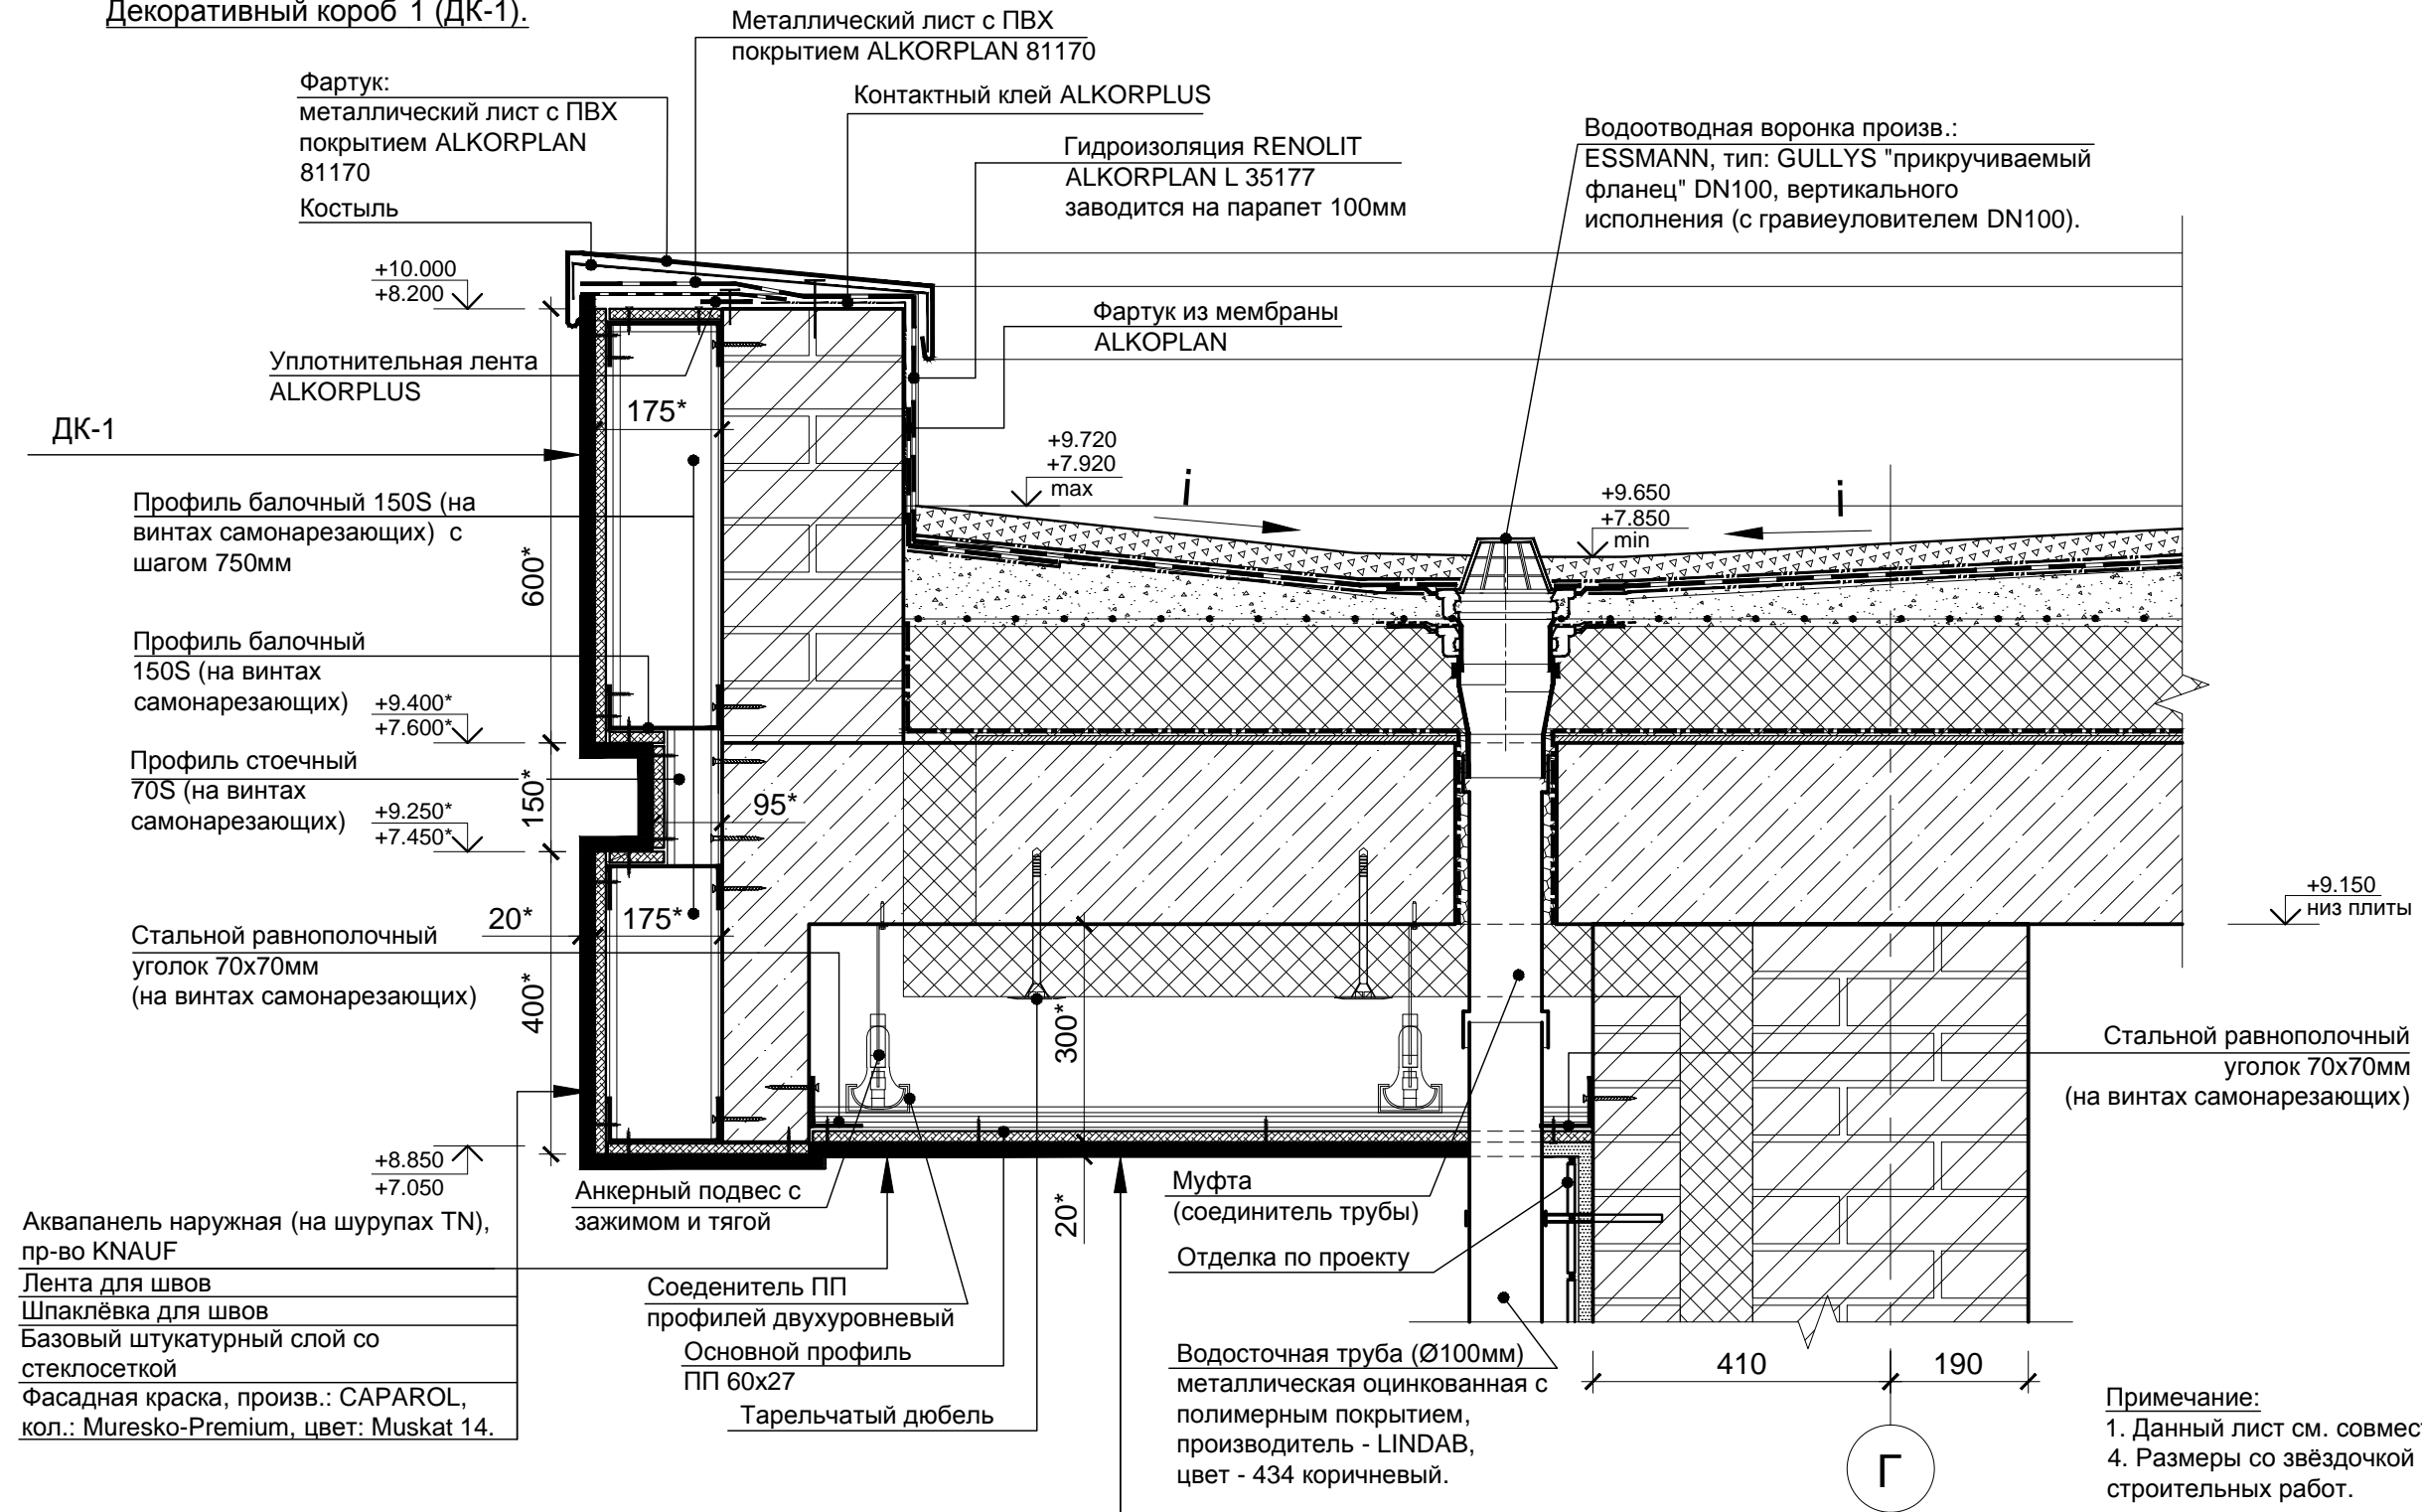 Декоративный короб 1 (ДК-1).
Металлический лист с ПВХ
покрытием ALKORPLAN 81170
Фартук:
металлический лист с ПВХ
покрытием ALKORPLAN
81170
Костыль
Контактный клей ALKORPLUS
Гидроизоляция RENOLIT
ALKORPLAN L 35177
заводится на парапет 100мм
Водоотводная воронка произв.:
ESSMANN, тип: GULLYS "прикручиваемый
фланец" DN100, вертикального
исполнения (с гравиеуловителем DN100).
+10.000
+8.200
Фартук из мембраны
ALKOPLAN
Уплотнительная лента
ALKORPLUS
175*
ДК-1
+9.720
+7.920
max
i
+9.650
+7.850
min
i
Профиль балочный 150S (на
винтах самонарезающих) с
шагом 750мм
600*
Профиль балочный
150S (на винтах
самонарезающих)
+9.400*
+7.600*
Профиль стоечный
70S (на винтах
самонарезающих)
150*
95*
+9.250*
+7.450*
+9.150
низ плиты
20*
175*
Стальной равнополочный
уголок 70х70мм
(на винтах самонарезающих)
400*
300*
Стальной равнополочный
уголок 70х70мм
(на винтах самонарезающих)
+8.850
+7.050
Анкерный подвес с
зажимом и тягой
20*
Муфта
(соединитель трубы)
Отделка по проекту
Аквапанель наружная (на шурупах TN),
пр-во KNAUF
Лента для швов
Шпаклёвка для швов
Базовый штукатурный слой со
стеклосеткой
Фасадная краска, произв.: CAPAROL,
кол.: Muresko-Premium, цвет: Muskat 14.
Соеденитель ПП
профилей двухуровневый
Основной профиль
ПП 60х27
Тарельчатый дюбель
Водосточная труба (Ø100мм)
металлическая оцинкованная с
полимерным покрытием,
производитель - LINDAB,
цвет - 434 коричневый.
410
190
Г
Примечание:
1. Данный лист см.
4. Размеры со звёздочкой
строительных работ.